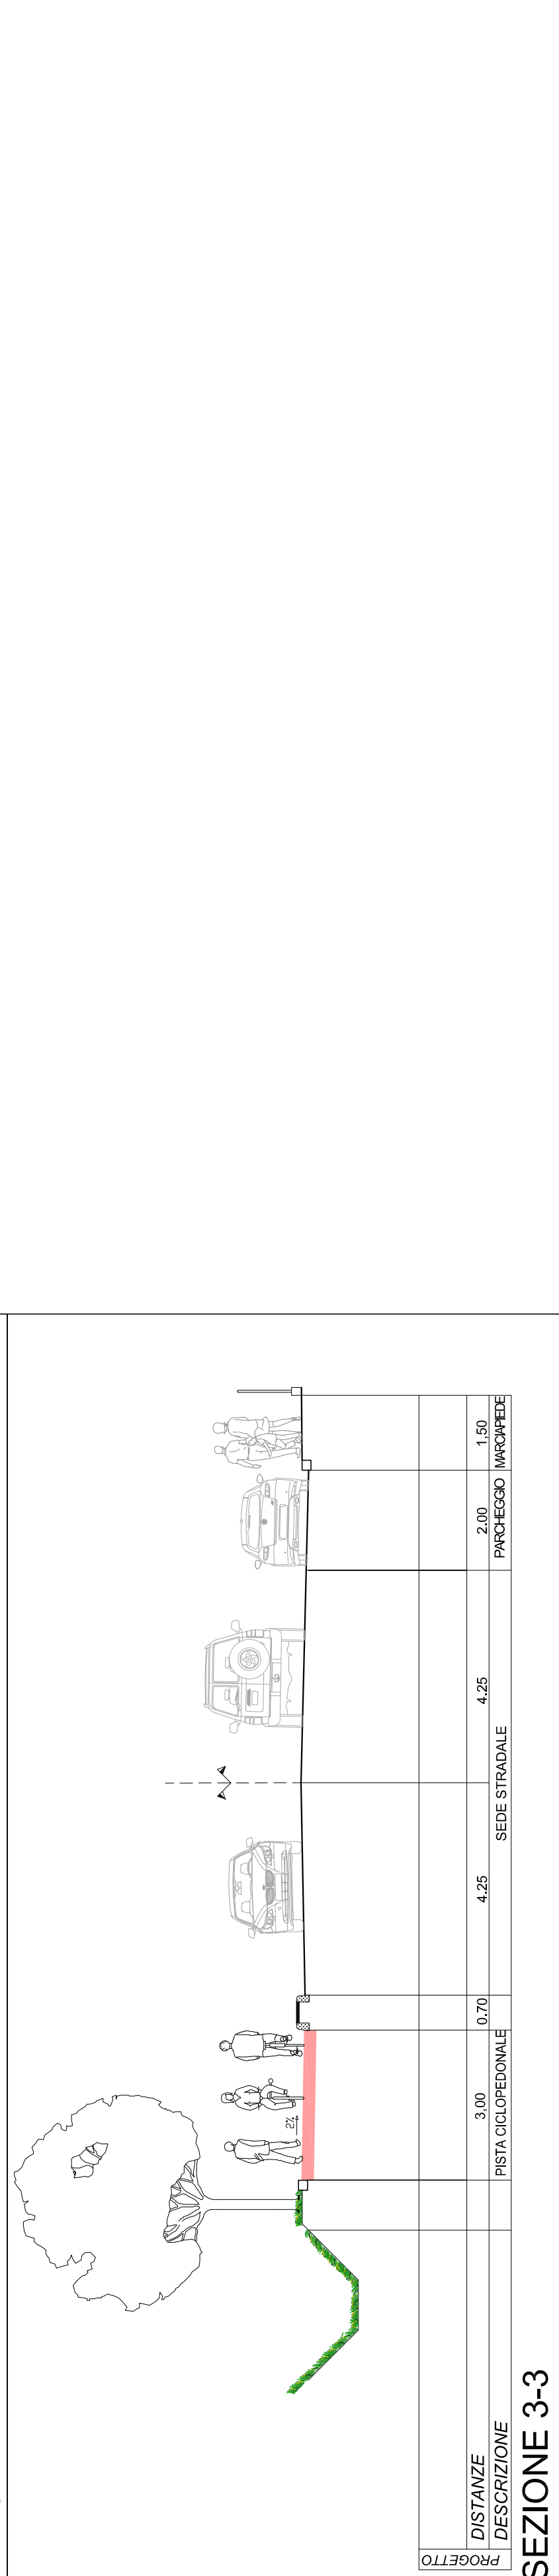 2%
PROGETTO
DISTANZE 3,00 0.70 4.25 4.25 2.00 1,50
DESCRIZIONE PISTA CICLOPEDONALE SEDE STRADALE PARCHEGGIO MARCIAPIEDE
SEZIONE 3-3